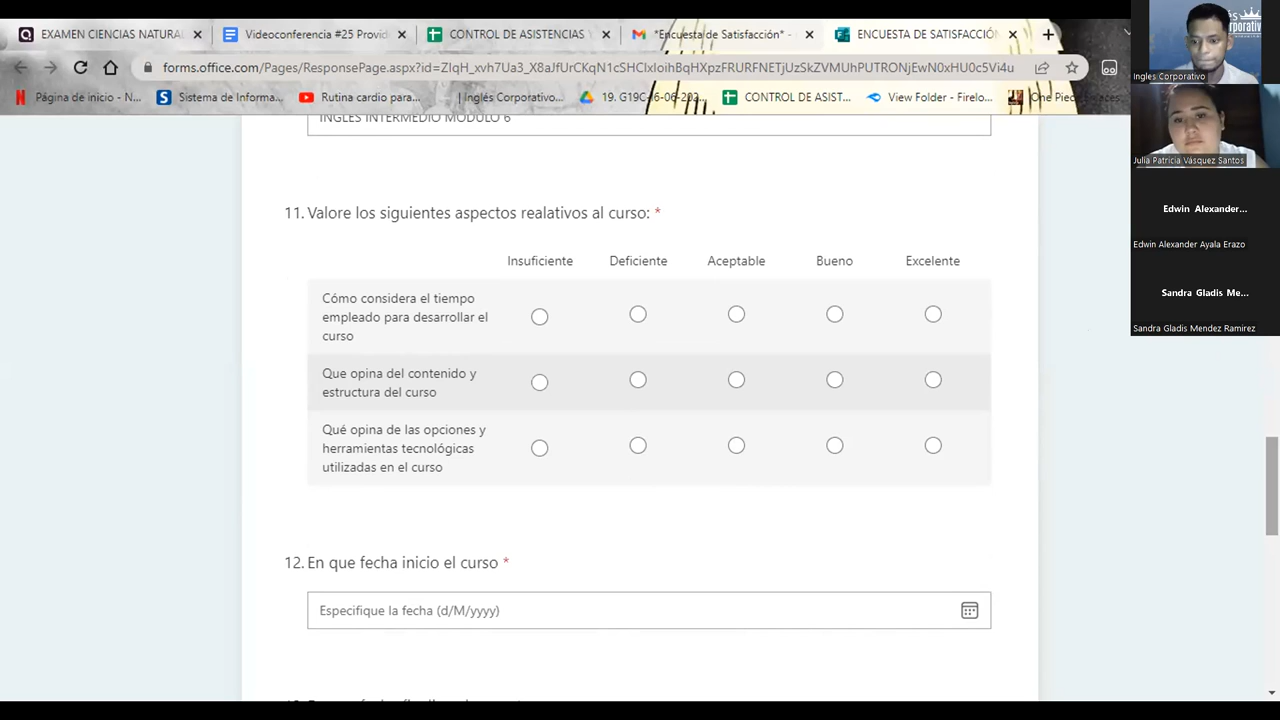 EXAMEN CIENCIAS NATURAL
Videoconferencia #25 Provid
CONTROL DE ASISTENCIAS Y
*Encuesta de Satisfacción* -
ENCUESTA DE SATISFACCIÓN
forms.office.com/Pages/ResponsePage.aspx?id=ZIqH_xvh7Ua3_X8aJfUrCKqN1cSHCIxIoihBqHXpzFRURFNETjUzSkZVMUhPUTRONjEwN0xHU0c5Vi4u
Página de inicio - N...
Sistema de Informa...
Rutina cardio para...
| Inglés Corporativo...
CONTROL DE ASIST...
View Folder - Firelo...
One Piece
INGLES INTERMEDIO MODULO 6
11. Valore los siguientes aspectos realativos al curso: *
Insuficiente Deficiente Aceptable Bueno Excelente
Cómo considera el tiempo
empleado para desarrollar el
curso
Que opina del contenido y
estructura del curso
Qué opina de las opciones y
herramientas tecnológicas
utilizadas en el curso
12. En que fecha inicio el curso *
Especifique la fecha (d/M/yyyy)
Ingles Corporativo
Julia Patricia Vásquez Santos
Edwin Alexander...
Edwin Alexander Ayala Erazo
Sandra Gladis Me...
Sandra Gladis Mendez Ramirez